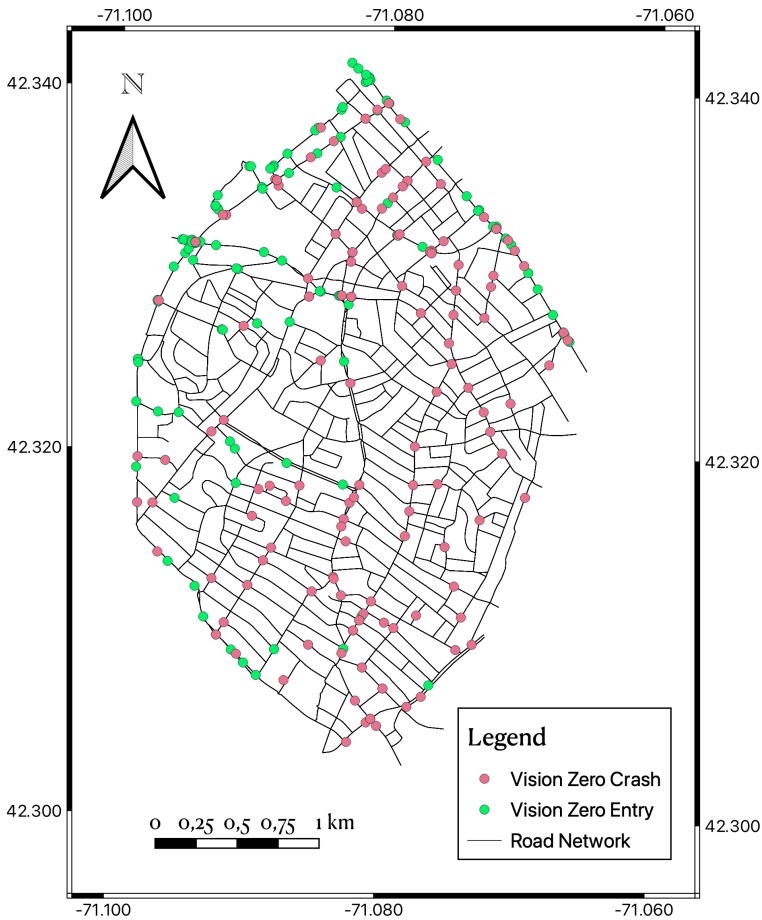 -71.100 -71.080 -71.060
42.340 42.340
N
42.320 42.320
Legend
Vision Zero Crash
Vision Zero Entry
Road Network
0 0,25 0,5 0,75 1 km
42.300 42.300
-71.100 -71.080 -71.060